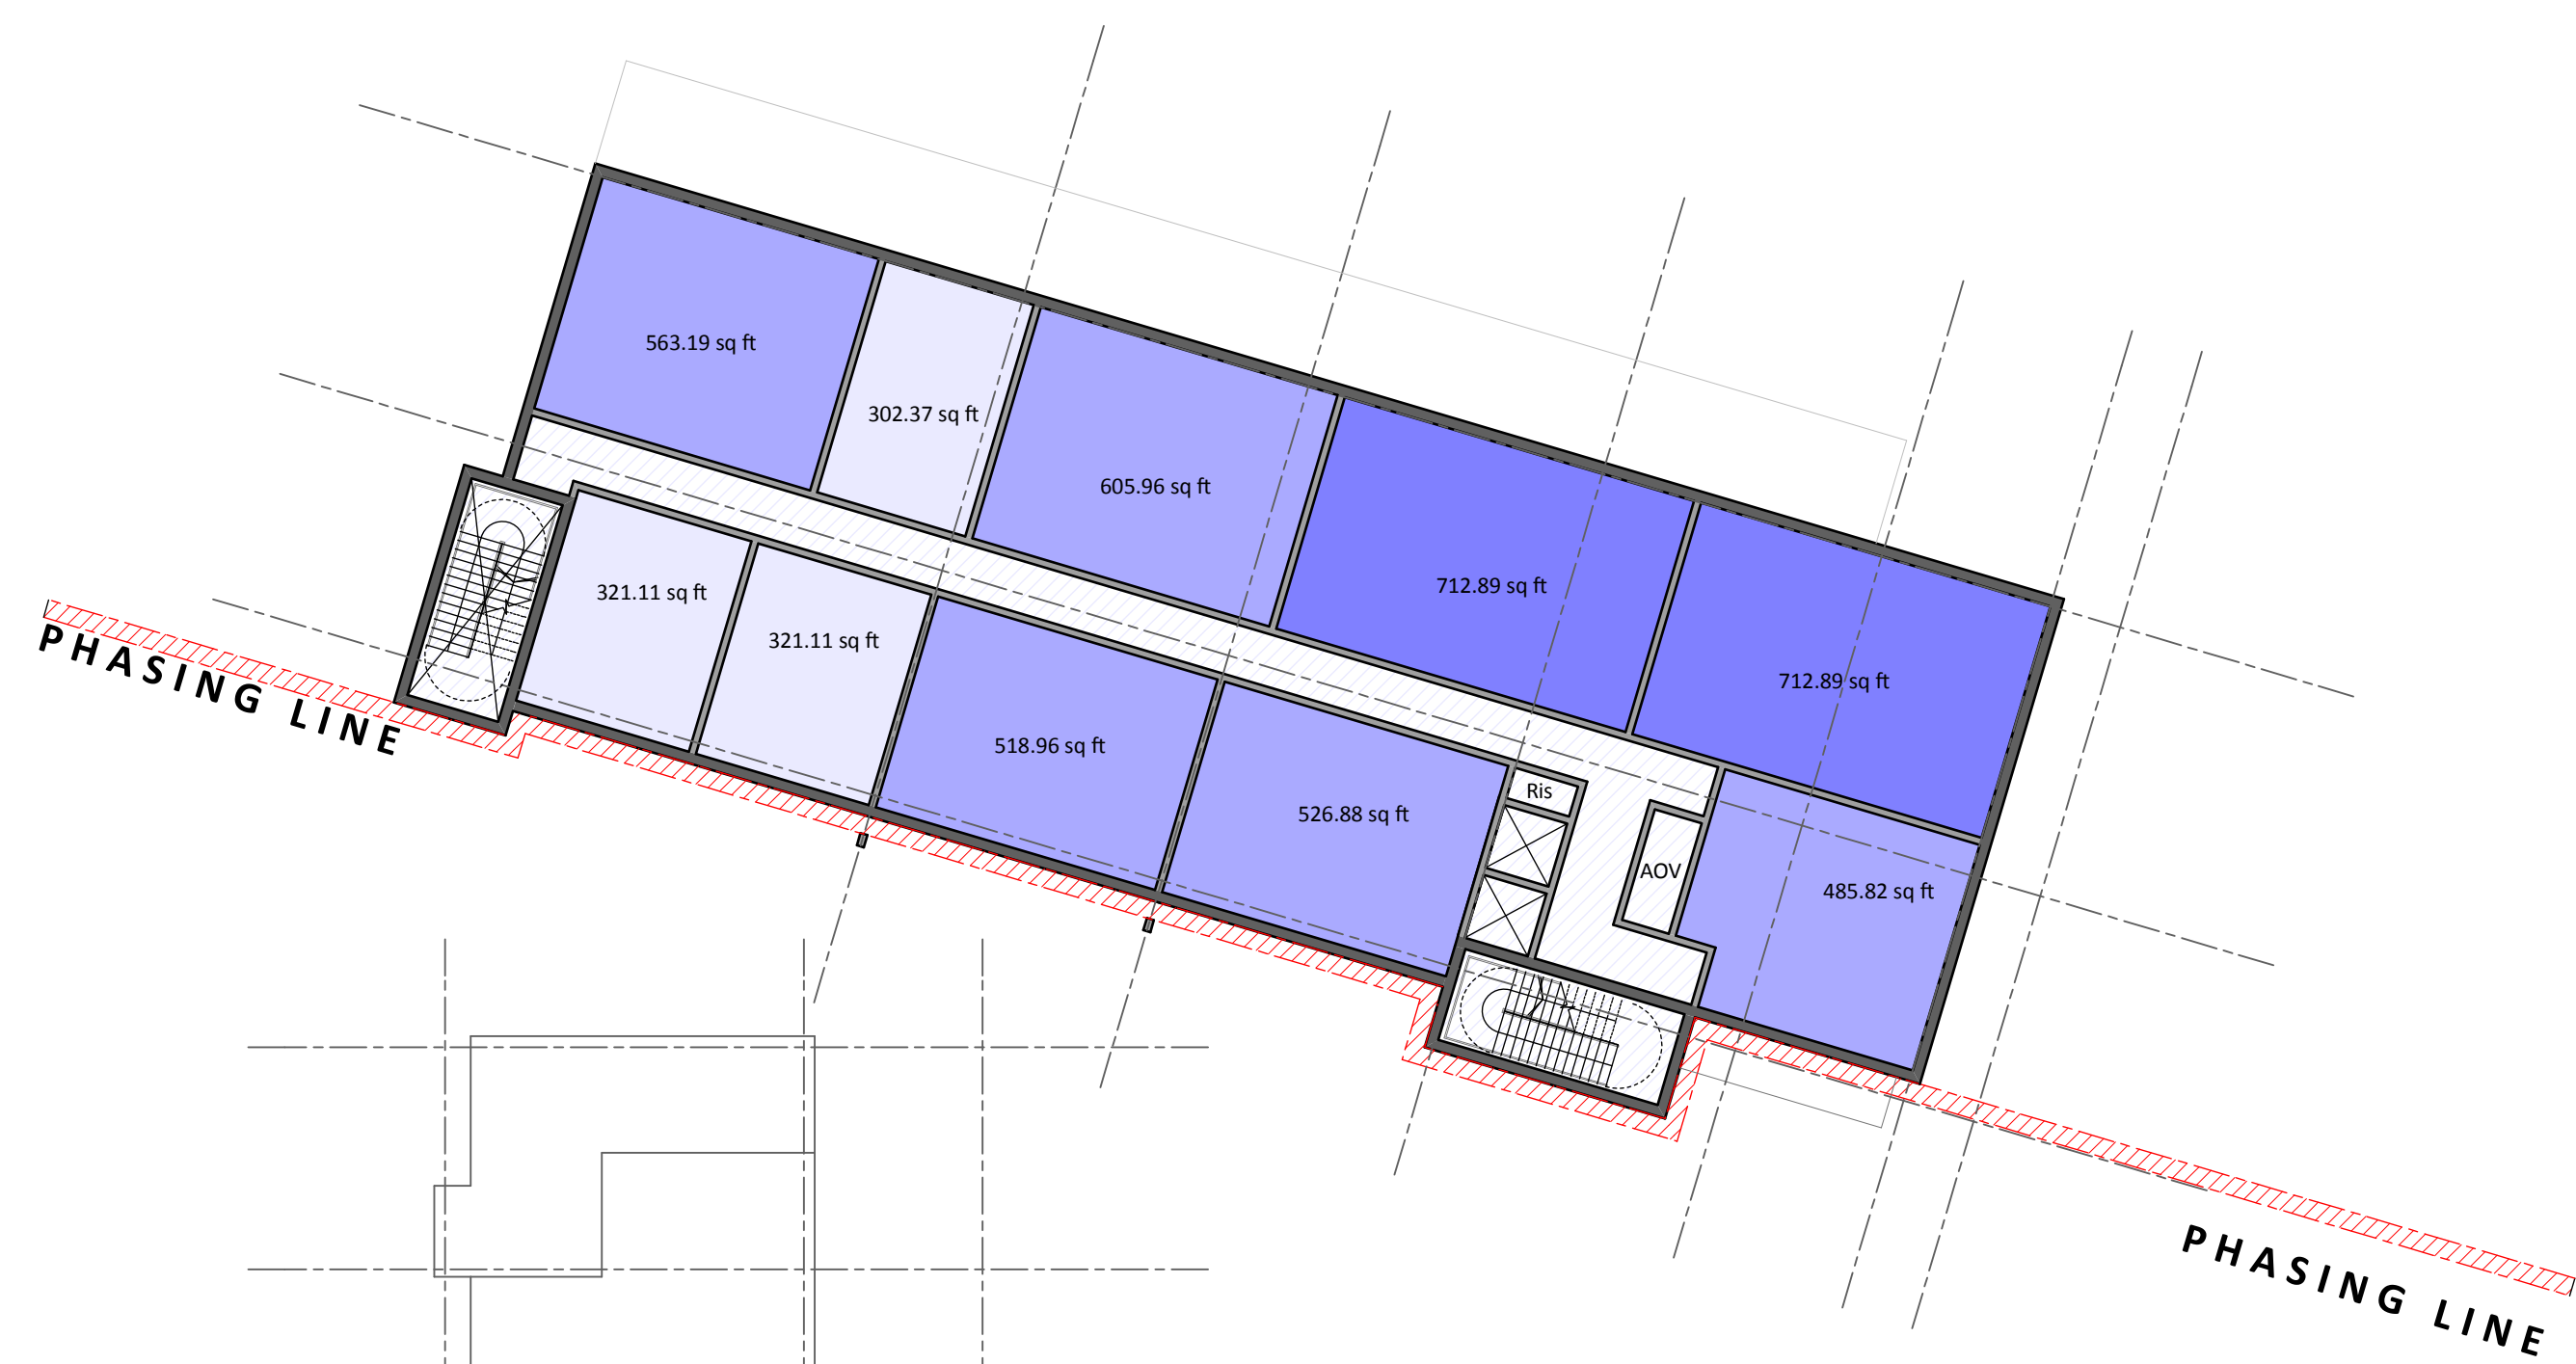 563.19 sq ft
302.37 sq ft
605.96 sq ft
712.89 sq ft
712.89 sq ft
321.11 sq ft
321.11 sq ft
518.96 sq ft
526.88 sq ft
Ris
AOV
485.82 sq ft
PHASING LINE
PHASING LINE